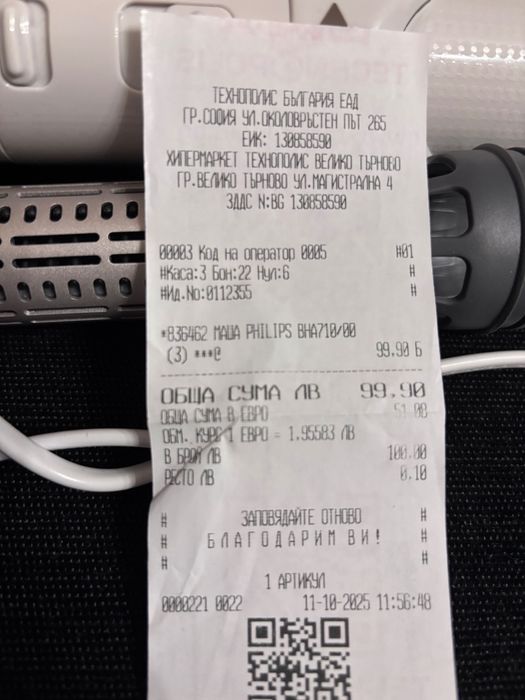 ТЕХНОПОЛИС БЪЛГАРИЯ ЕАД
ГР.СОФИЯ УЛ.ОКОЛОВРЪСТЕН ПЪТ 265
ЕИК: 130858590
ХИПЕРМАРКЕТ ТЕХНОПОЛИС ВЕЛИКО ТЪРНОВО
ГР.ВЕЛИКО ТЪРНОВО УЛ.МАГИСТРАЛНА 4
ЗДДС N:BG 130858590
00003 Код на оператор 0005 #01
#Каса:3 Бон:22 Нул:6 #
#Ид.No:0112355 #
*836462 МАША PHILIPS BHA710/00
(3) ***@ 99.90 Б
ОБЩА СУМА ЛВ 99.90
ОБЩА СУМА В ЕВРО 51.08
ОБМ. КУРС 1 ЕВРО = 1.95583 ЛВ
В БРОЙ ЛВ 100.00
РЕСТО ЛВ 0.10
# ЗАПОВЯДАЙТЕ ОТНОВО #
# БЛАГОДАРИМ ВИ! #
# #
1 АРТИКУЛ
0000221 0022 11-10-2025 11:56:48